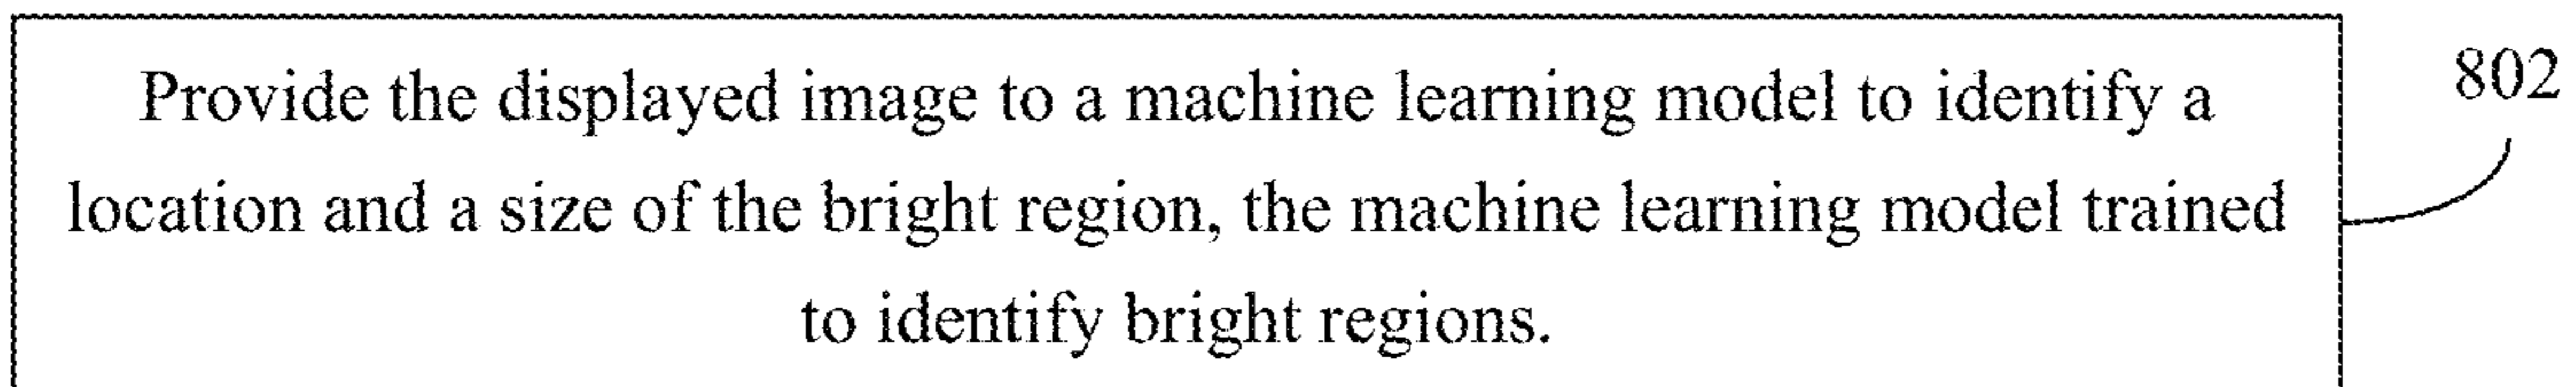 Provide the displayed image to a machine learning model to identify a
location and a size of the bright region, the machine learning model trained
to identify bright regions.
802